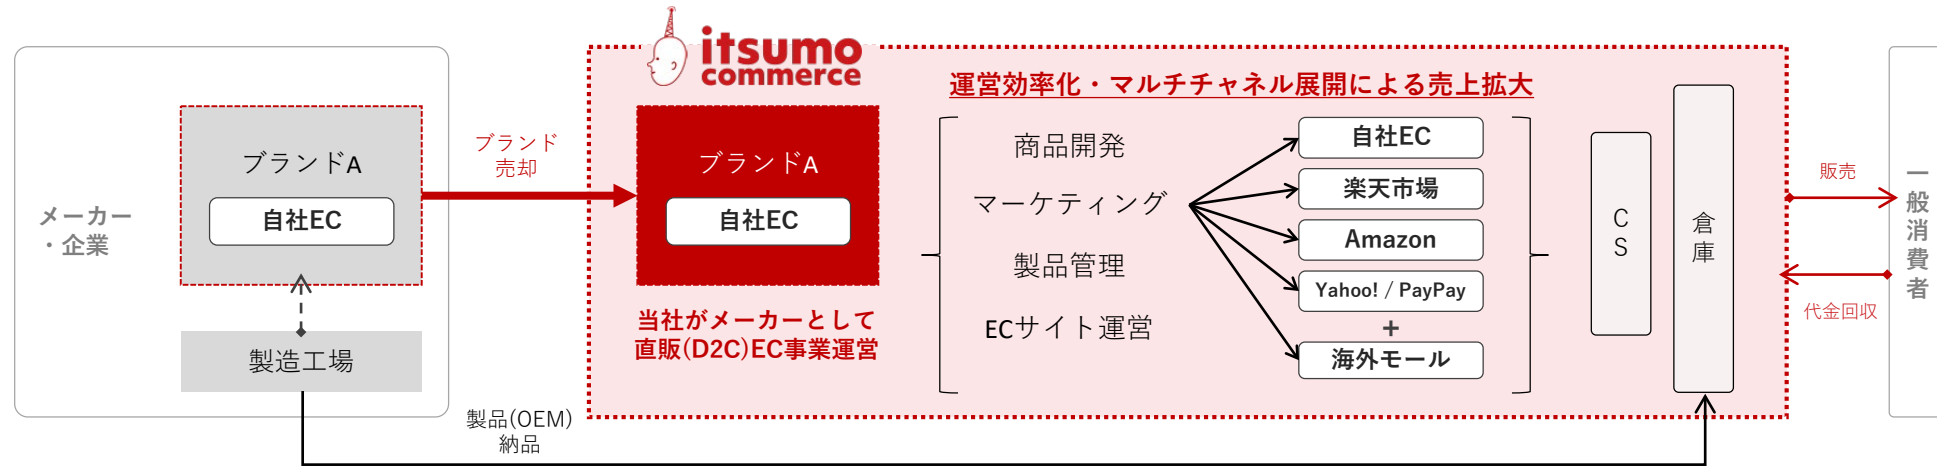 itsumo
commerce
運営効率化・マルチチャネル展開による売上拡大
メーカー
・企業
ブランドA
自社EC
製造工場
ブランド
売却
ブランドA
自社EC
当社がメーカーとして
直販(D2C)EC事業運営
商品開発
マーケティング
製品管理
ECサイト運営
自社EC
楽天市場
Amazon
Yahoo! / PayPay
+
海外モール
CS
倉庫
販売
代金回収
一般消費者
製品(OEM)
納品